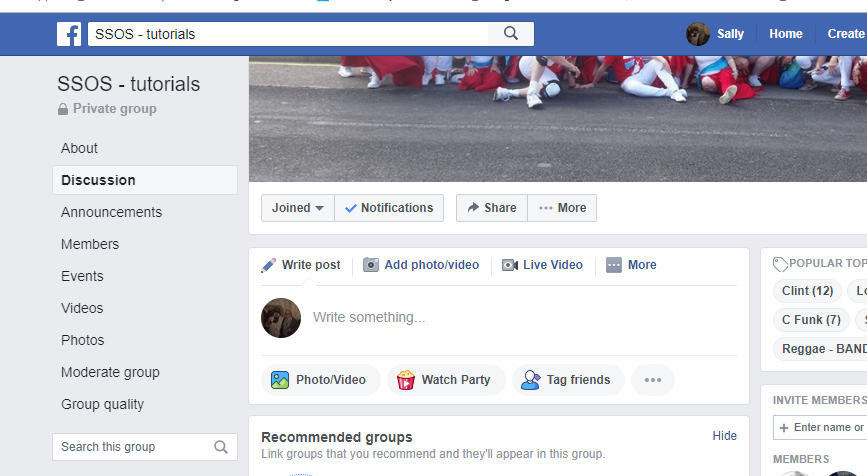 SSOS - tutorials
Sally Home Create
SSOS - tutorials
Private group
About
Discussion
Announcements
Members
Events
Videos
Photos
Moderate group
Group quality
Search this group
Joined Notifications Share More
Write post Add photo/video Live Video More
Write something...
Photo/Video Watch Party Tag friends
Recommended groups Hide
Link groups that you recommend and they'll appear in this group.
POPULAR TOP
Clint (12)
C Funk (7)
Reggae - BAND
INVITE MEMBERS
+ Enter name or
MEMBERS